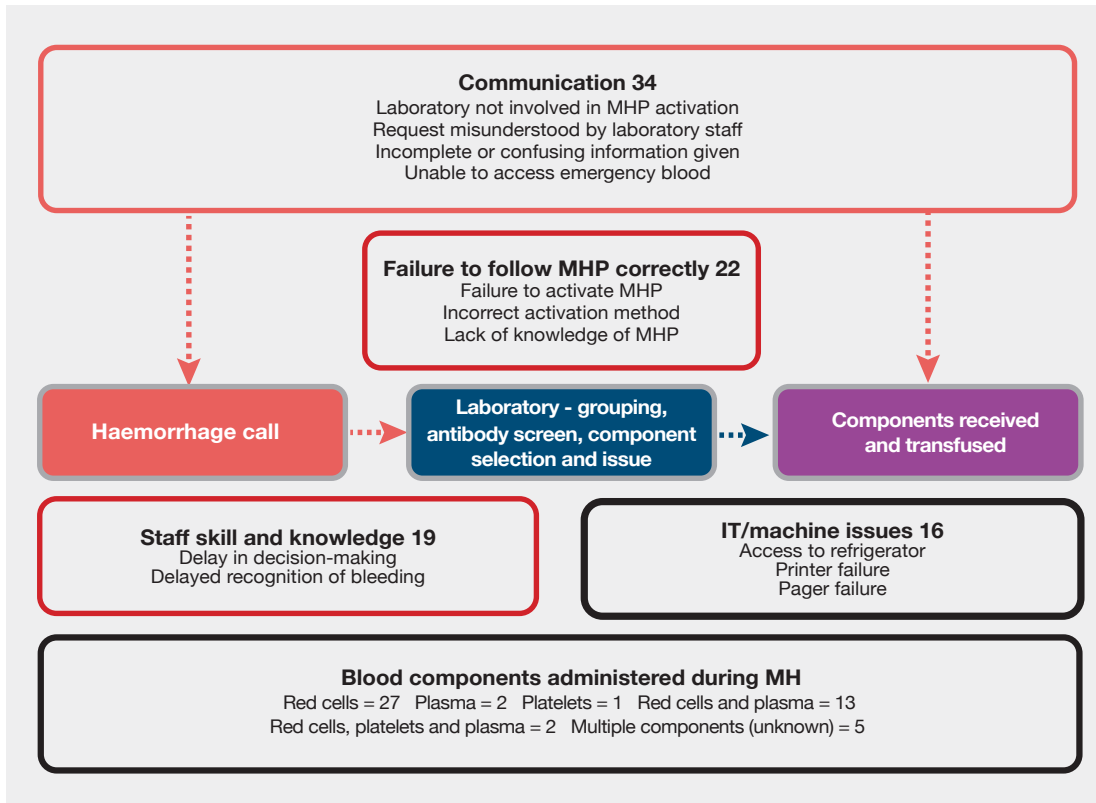 Communication 34
Laboratory not involved in MHP activation
Request misunderstood by laboratory staff
Incomplete or confusing information given
Unable to access emergency blood
Failure to follow MHP correctly 22
Failure to activate MHP
Incorrect activation method
Lack of knowledge of MHP
Haemorrhage call
Laboratory - grouping,
antibody screen, component
selection and issue
Components received
and transfused
Staff skill and knowledge 19
Delay in decision-making
Delayed recognition of bleeding
IT/machine issues 16
Access to refrigerator
Printer failure
Pager failure
Blood components administered during MH
Red cells = 27 Plasma = 2 Platelets = 1 Red cells and plasma = 13
Red cells, platelets and plasma = 2 Multiple components (unknown) = 5